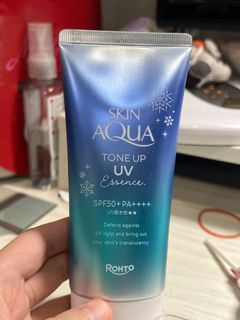 SKIN
AQUA
TONE UP
UV
Essence.
SPF50+PA++++
UV耐水性★★
Defend against
UV light and bring out
your skin's translucency
ROHTO